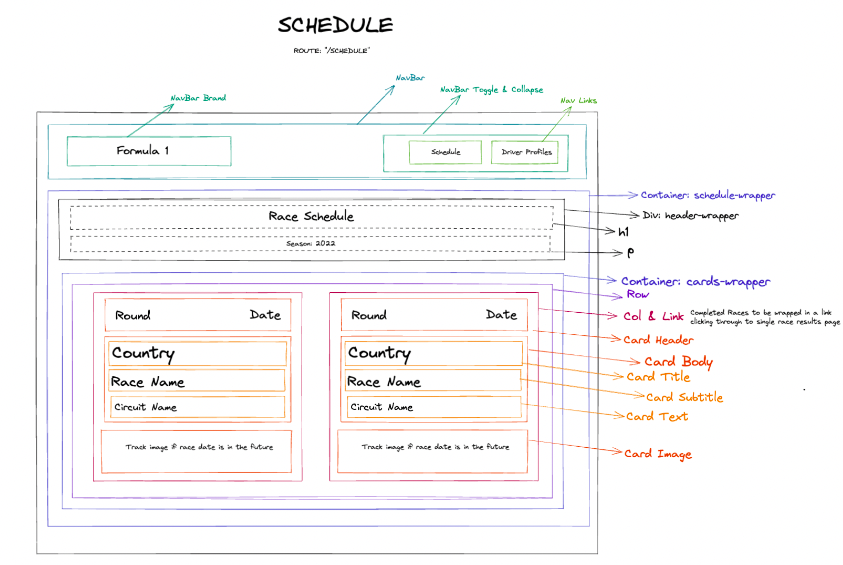 SCHEDULE
ROUTE: "/SCHEDULE'
NavBar
NavBar Brand
NavBar Toggle & Collapse
Nav Links
Formula 1
Schedule
Driver Profiles
Container: schedule-wrapper
Race Schedule
Div: header-wrapper
h1
Season: 2022
p
Container: cards-wrapper
Row
Round
Date
Round
Date
Col & Link
Completed Races to be wrapped in a link
clicking through to single race results page
Card Header
Country
Country
Card Body
Race Name
Race Name
Card Title
Card Subtitle
Circuit Name
Circuit Name
Card Text
Track image if race date is in the future
Track image if race date is in the future
Card Image